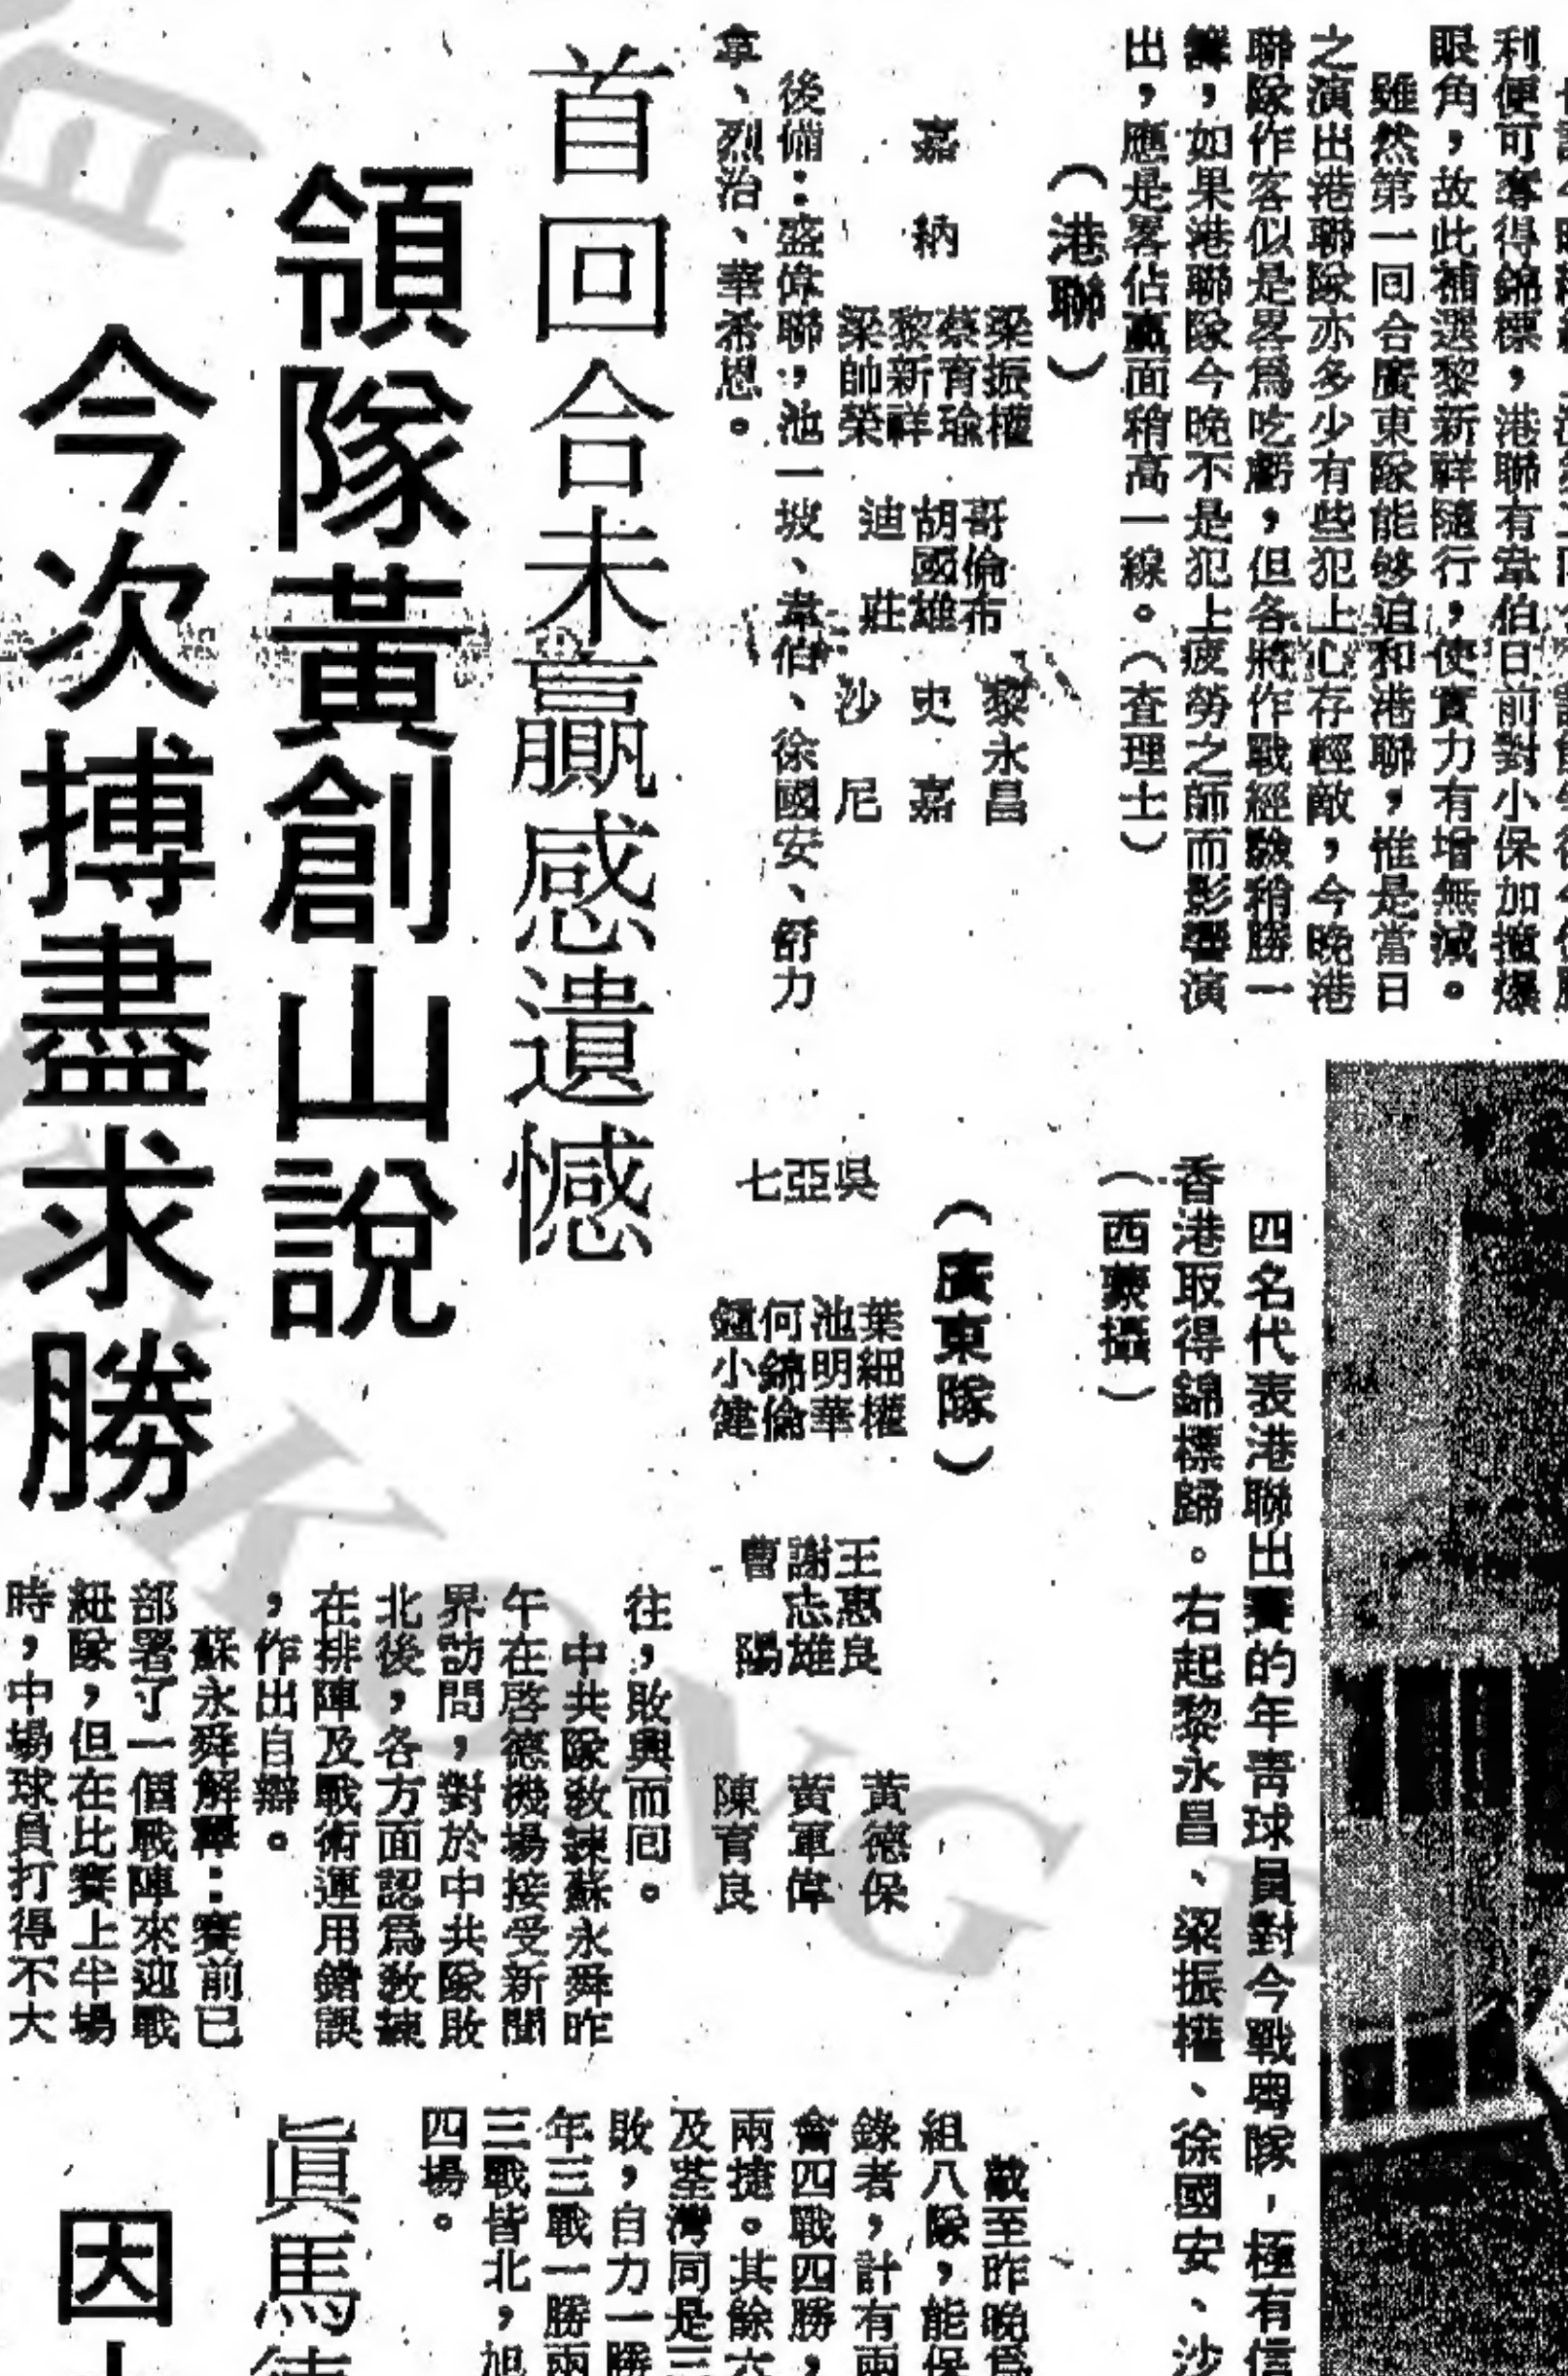 利便可奪得錦標，港聯有韋伯日前對小保加撞爆
眼角，故此補選黎新祥隨行，使實力有增無減。
雖然第一回合廣東隊能够迫和港聯，惟是當日
之演出港聯隊亦多少有些犯上心存輕敵，今晚港
聯隊作客似是畧爲吃虧，但各將作戰經驗稍勝一
籌，如果港聯隊今晚不是犯上疲勞之師而影響演
出，應是畧佔贏面稍高一線。（査理士）
（港聯）
嘉納
梁振權
蔡育瑜
黎新祥
梁帥榮
哥倫布
胡國雄
迪莊
黎永昌
史嘉
沙尼
後備：盛偉聯，池一坡、韋伯、徐國安、舒力
拿、烈治、華希恩。
四名代表港聯出賽的年靑球員對今戰粵隊，極有信
香港取得錦標歸。右起黎永昌、梁振權、徐國安、沙
（西蒙攝）
（廣東隊）
吳亞七
葉細權
池明華
何錦倫
鍾小健
王惠良
謝志雄
曹陽
黃德保
黃軍偉
陳育良
首回合未贏感遺憾
領隊黃創山說
今次搏盡求勝
往，敗興而回。
中共隊敎鍊蘇永舜昨
午在啓德機場接受新聞
界訪問，對於中共隊敗
北後，各方面認爲敎鍊
在排陣及戰術運用錯誤
，作出自辯。
蘇永舜解釋：賽前已
部署了一個戰陣來迎戰
紐隊，但在比賽上半場
時，中場球員打得不大
截至昨晚爲
組八隊，能保
錄者，計有兩
會四戰四勝，
兩捷。其餘六
及荃灣同是三
敗，自力一勝
年三戰一勝兩
三戰皆北，旭
四場。
眞馬
因